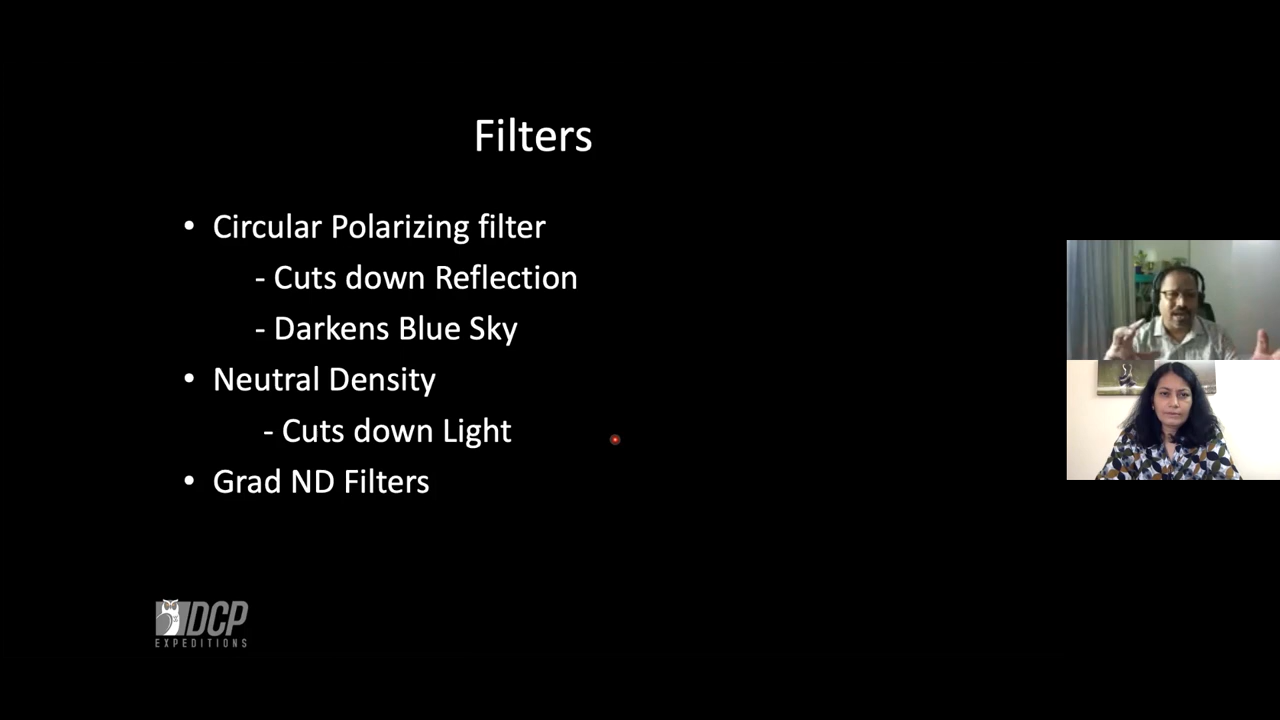 Filters
• Circular Polarizing filter
- Cuts down Reflection
- Darkens Blue Sky
• Neutral Density
- Cuts down Light
• Grad ND Filters
DCP
EXPEDITIONS